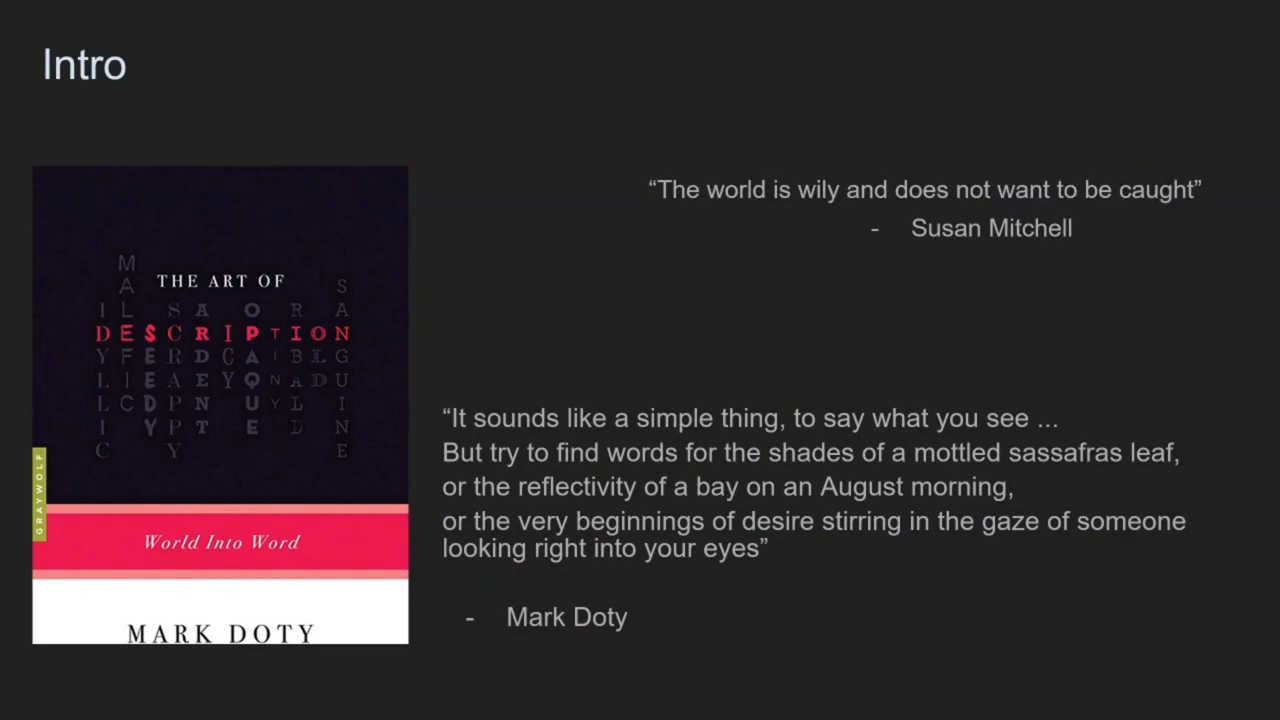 Intro
THE ART OF
DESCRIPTION
World Into Word
MARK DOTY
GRAYWOLF
“The world is wily and does not want to be caught”
- Susan Mitchell
“It sounds like a simple thing, to say what you see ...
But try to find words for the shades of a mottled sassafras leaf,
or the reflectivity of a bay on an August morning,
or the very beginnings of desire stirring in the gaze of someone
looking right into your eyes”
- Mark Doty